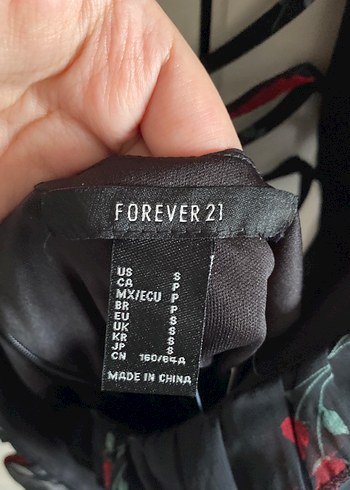 FOREVER 21
US S
CA P
MX/ECU P
BR P
EU S
UK S
KR S
JP S
CN 160/84A
MADE IN CHINA